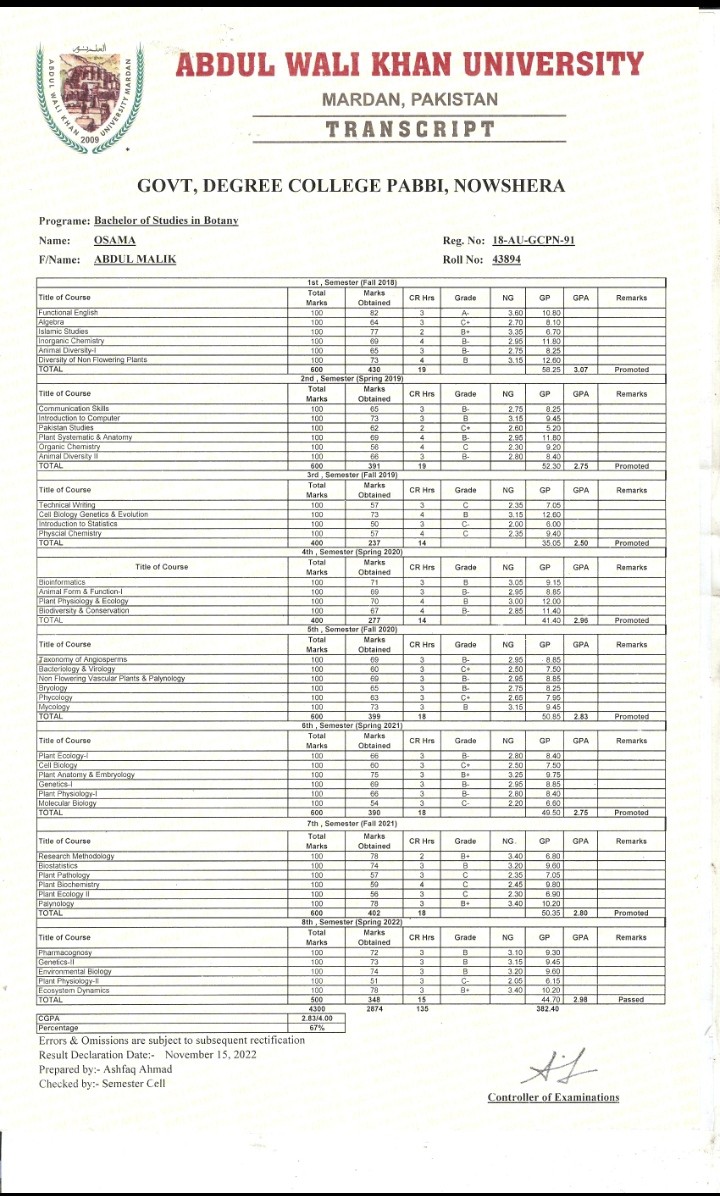 العلم نور
ABDUL WALI KHAN UNIVERSITY MARDAN
2009
ABDUL WALI KHAN UNIVERSITY
MARDAN, PAKISTAN
TRANSCRIPT
GOVT, DEGREE COLLEGE PABBI, NOWSHERA
Programe: Bachelor of Studies in Botany
Name: OSAMA Reg. No: 18-AU-GCPN-91
F/Name: ABDUL MALIK Roll No: 43894
1st , Semester (Fall 2018)
Title of Course Total Marks Marks Obtained CR Hrs Grade NG GP GPA Remarks
Functional English 100 82 3 A- 3.60 10.80
Algebra 100 64 3 C+ 2.70 8.10
Islamic Studies 100 77 2 B+ 3.35 6.70
Inorganic Chemistry 100 69 4 B- 2.95 11.80
Animal Diversity-I 100 65 3 B- 2.75 8.25
Diversity of Non Flowering Plants 100 73 4 B 3.15 12.60
TOTAL 600 430 19 58.25 3.07 Promoted
2nd , Semester (Spring 2019)
Title of Course Total Marks Marks Obtained CR Hrs Grade NG GP GPA Remarks
Communication Skills 100 65 3 B- 2.75 8.25
Introduction to Computer 100 73 3 B 3.15 9.45
Pakistan Studies 100 62 2 C+ 2.60 5.20
Plant Systematic & Anatomy 100 69 4 B- 2.95 11.80
Organic Chemistry 100 56 4 C 2.30 9.20
Animal Diversity II 100 66 3 B- 2.80 8.40
TOTAL 600 391 19 52.30 2.75 Promoted
3rd , Semester (Fall 2019)
Title of Course Total Marks Marks Obtained CR Hrs Grade NG GP GPA Remarks
Technical Writing 100 57 3 C 2.35 7.05
Cell Biology Genetics & Evolution 100 73 4 B 3.15 12.60
Introduction to Statistics 100 50 3 C- 2.00 6.00
Physcial Chemistry 100 57 4 C 2.35 9.40
TOTAL 400 237 14 35.05 2.50 Promoted
4th , Semester (Spring 2020)
Title of Course Total Marks Marks Obtained CR Hrs Grade NG GP GPA Remarks
Bioinformatics 100 71 3 B 3.05 9.15
Animal Form & Function-I 100 69 3 B- 2.95 8.85
Plant Physiology & Ecology 100 70 4 B 3.00 12.00
Biodiversity & Conservation 100 67 4 B- 2.85 11.40
TOTAL 400 277 14 41.40 2.96 Promoted
5th , Semester (Fall 2020)
Title of Course Total Marks Marks Obtained CR Hrs Grade NG GP GPA Remarks
Taxonomy of Angiosperms 100 69 3 B- 2.95 8.85
Bacteriology & Virology 100 60 3 C+ 2.50 7.50
Non Flowering Vascular Plants & Palynology 100 69 3 B- 2.95 8.85
Bryology 100 65 3 B- 2.75 8.25
Phycology 100 63 3 C+ 2.65 7.95
Mycology 100 73 3 B 3.15 9.45
TOTAL 600 399 18 50.85 2.83 Promoted
6th , Semester (Spring 2021)
Title of Course Total Marks Marks Obtained CR Hrs Grade NG GP GPA Remarks
Plant Ecology-I 100 66 3 B- 2.80 8.40
Cell Biology 100 60 3 C+ 2.50 7.50
Plant Anatomy & Embryology 100 75 3 B+ 3.25 9.75
Genetics-I 100 69 3 B- 2.95 8.85
Plant Physiology-I 100 66 3 B- 2.80 8.40
Molecular Biology 100 54 3 C- 2.20 6.60
TOTAL 600 390 18 49.50 2.75 Promoted
7th , Semester (Fall 2021)
Title of Course Total Marks Marks Obtained CR Hrs Grade NG. GP GPA Remarks
Research Methodology 100 78 2 B+ 3.40 6.80
Biostatistics 100 74 3 B 3.20 9.60
Plant Pathology 100 57 3 C 2.35 7.05
Plant Biochemistry 100 59 4 C 2.45 9.80
Plant Ecology II 100 56 3 C 2.30 6.90
Palynology 100 78 3 B+ 3.40 10.20
TOTAL 600 402 18 50.35 2.80 Promoted
8th , Semester (Spring 2022)
Title of Course Total Marks Marks Obtained CR Hrs Grade NG GP GPA Remarks
Pharmacognosy 100 72 3 B 3.10 9.30
Genetics-II 100 73 3 B 3.15 9.45
Environmental Biology 100 74 3 B 3.20 9.60
Plant Physiology-II 100 51 3 C- 2.05 6.15
Ecosystem Dynamics 100 78 3 B+ 3.40 10.20
TOTAL 500 348 15 44.70 2.98 Passed
4300 2874 135 382.40
CGPA 2.83/4.00
Percentage 67%
Errors & Omissions are subject to subsequent rectification
Result Declaration Date:- November 15, 2022
Prepared by:- Ashfaq Ahmad
Checked by:- Semester Cell
Controller of Examinations